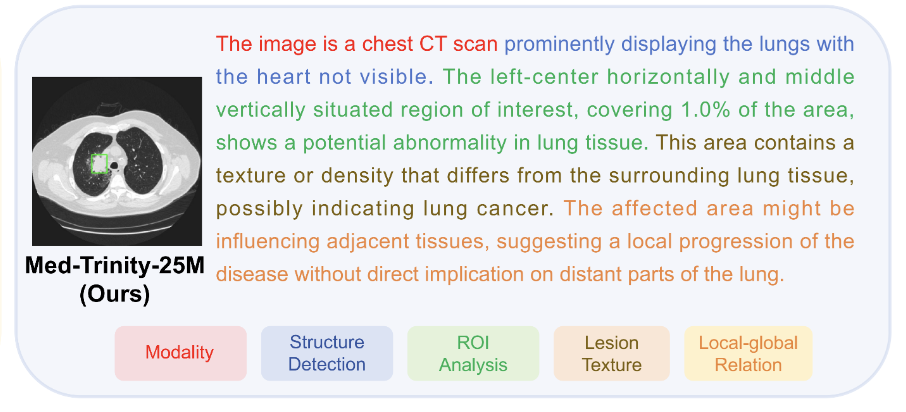 The image is a chest CT scan prominently displaying the lungs with
the heart not visible. The left-center horizontally and middle
vertically situated region of interest, covering 1.0% of the area,
shows a potential abnormality in lung tissue. This area contains a
texture or density that differs from the surrounding lung tissue,
possibly indicating lung cancer. The affected area might be
influencing adjacent tissues, suggesting a local progression of the
disease without direct implication on distant parts of the lung.
Med-Trinity-25M
(Ours)
Modality
Structure
Detection
ROI
Analysis
Lesion
Texture
Local-global
Relation